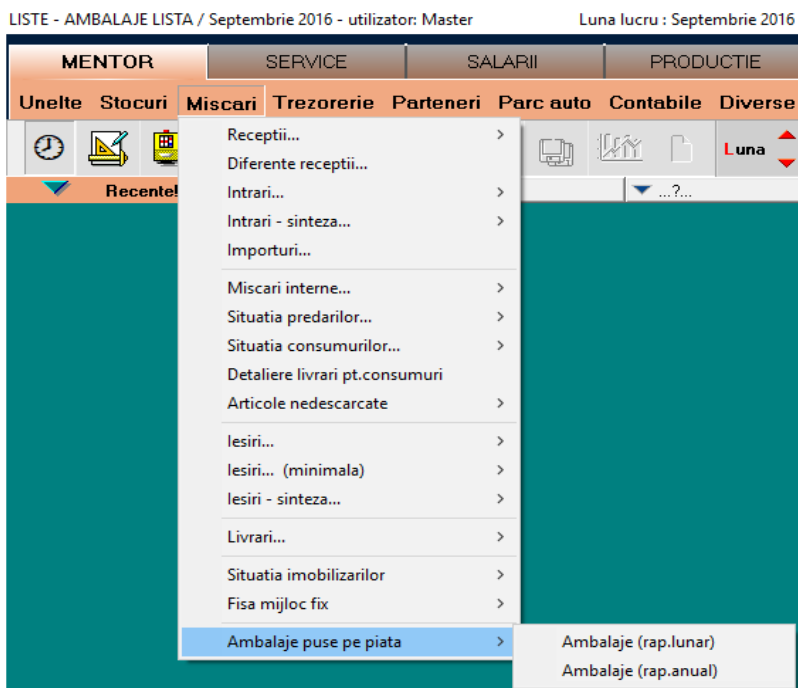 LISTE - AMBALAJE LISTA / Septembrie 2016 - utilizator: Master Luna lucru : Septembrie 2016
MENTOR SERVICE SALARII PRODUCTIE
Unelte Stocuri Miscari Trezorerie Parteneri Parc auto Contabile Diverse
Luna
Recente! ...?...
Receptii...
Diferente receptii...
Intrari...
Intrari - sinteza...
Importuri...
Miscari interne...
Situatia predarilor...
Situatia consumurilor...
Detaliere livrari pt.consumuri
Articole nedescarcate
Iesiri...
Iesiri... (minimala)
Iesiri - sinteza...
Livrari...
Situatia imobilizarilor
Fisa mijloc fix
Ambalaje puse pe piata
Ambalaje (rap.lunar)
Ambalaje (rap.anual)